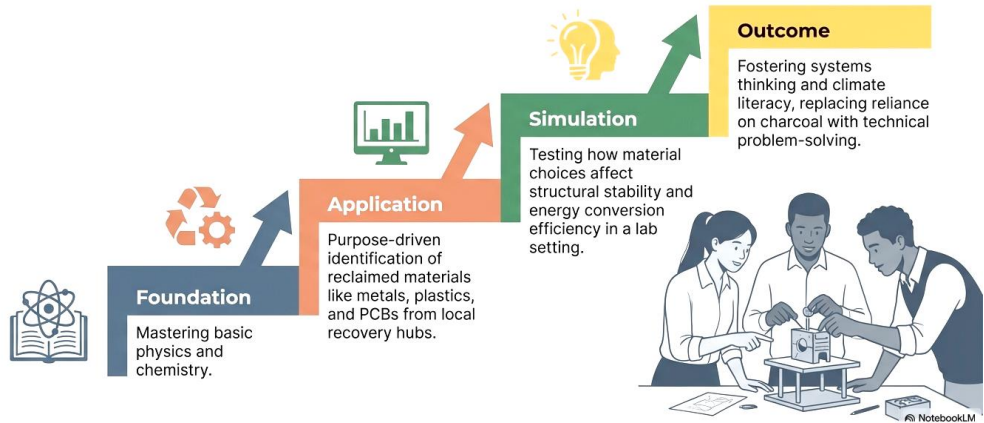 Foundation
Mastering basic
physics and
chemistry.
Application
Purpose-driven
identification of
reclaimed materials
like metals, plastics,
and PCBs from local
recovery hubs.
Simulation
Testing how material
choices affect
structural stability and
energy conversion
efficiency in a lab
setting.
Outcome
Fostering systems
thinking and climate
literacy, replacing reliance
on charcoal with technical
problem-solving.
NotebookLM